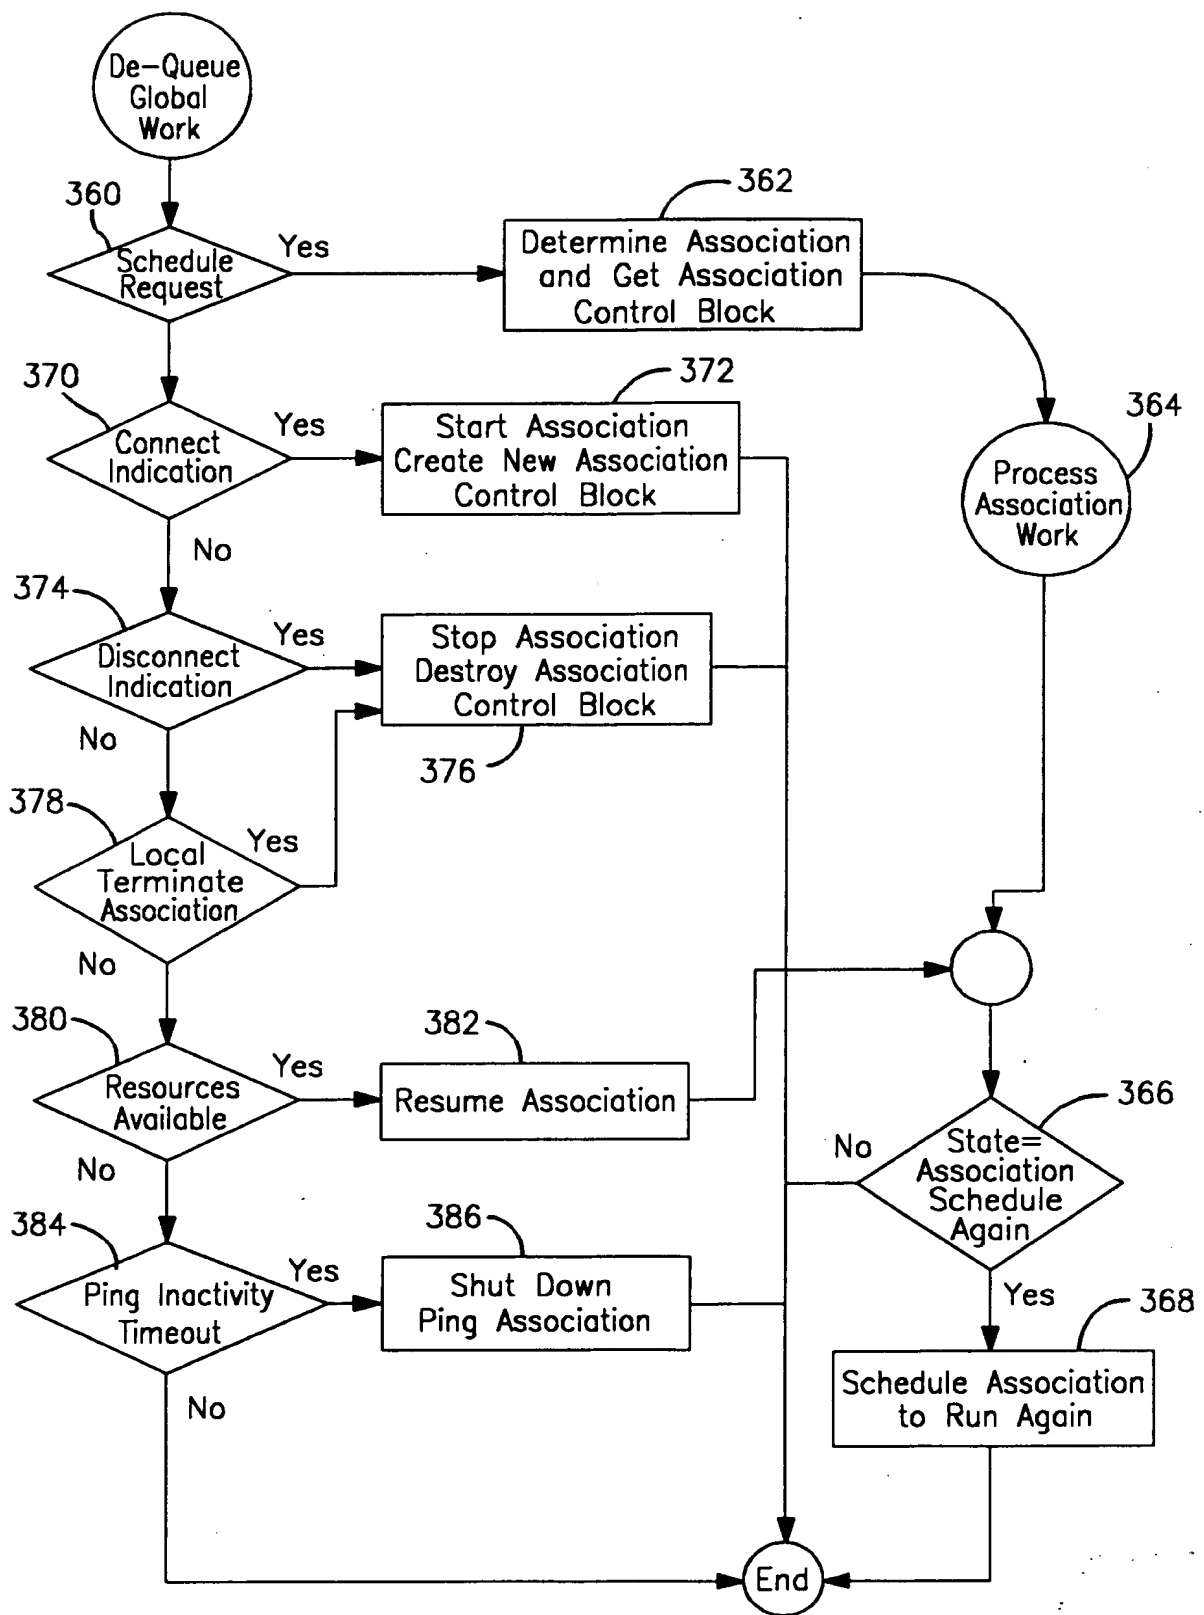 De-Queue
Global
Work
360
Schedule
Request
Yes
362
Determine Association
and Get Association
Control Block
370
Connect
Indication
Yes
372
Start Association
Create New Association
Control Block
364
Process
Association
Work
No
374
Disconnect
Indication
Yes
Stop Association
Destroy Association
Control Block
376
No
378
Local
Terminate
Association
Yes
No
380
Resources
Available
Yes
382
Resume Association
366
State=
Association
Schedule
Again
No
No
384
Ping Inactivity
Timeout
Yes
386
Shut Down
Ping Association
Yes
368
Schedule Association
to Run Again
No
End